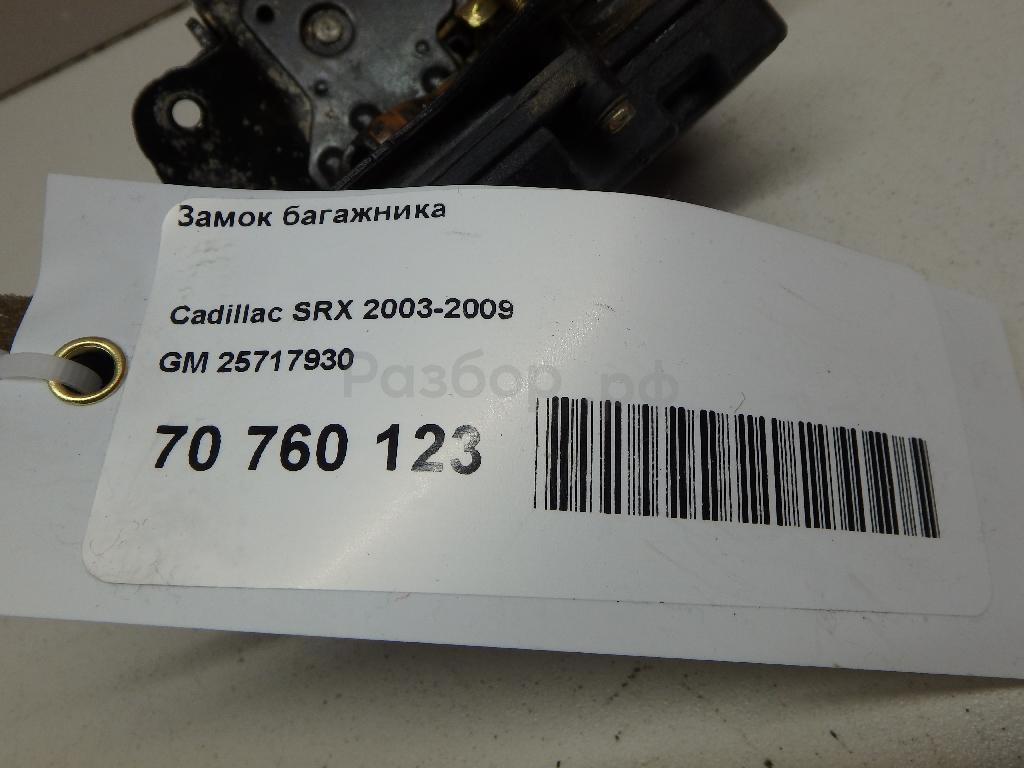 Замок багажника
Cadillac SRX 2003-2009
GM 25717930
Разбор.рф
70 760 123